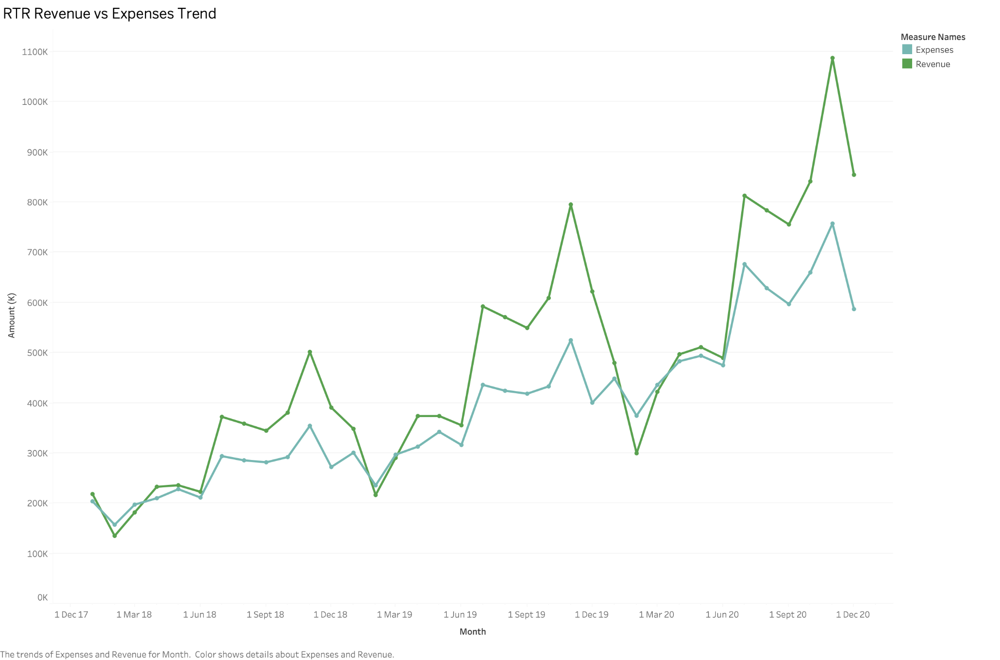 RTR Revenue vs Expenses Trend
Measure Names
Expenses
Revenue
1100K
1000K
900K
800K
700K
600K
500K
400K
300K
200K
100K
0K
Amount (K)
1 Dec 17 1 Mar 18 1 Jun 18 1 Sept 18 1 Dec 18 1 Mar 19 1 Jun 19 1 Sept 19 1 Dec 19 1 Mar 20 1 Jun 20 1 Sept 20 1 Dec 20
Month
The trends of Expenses and Revenue for Month.  Color shows details about Expenses and Revenue.